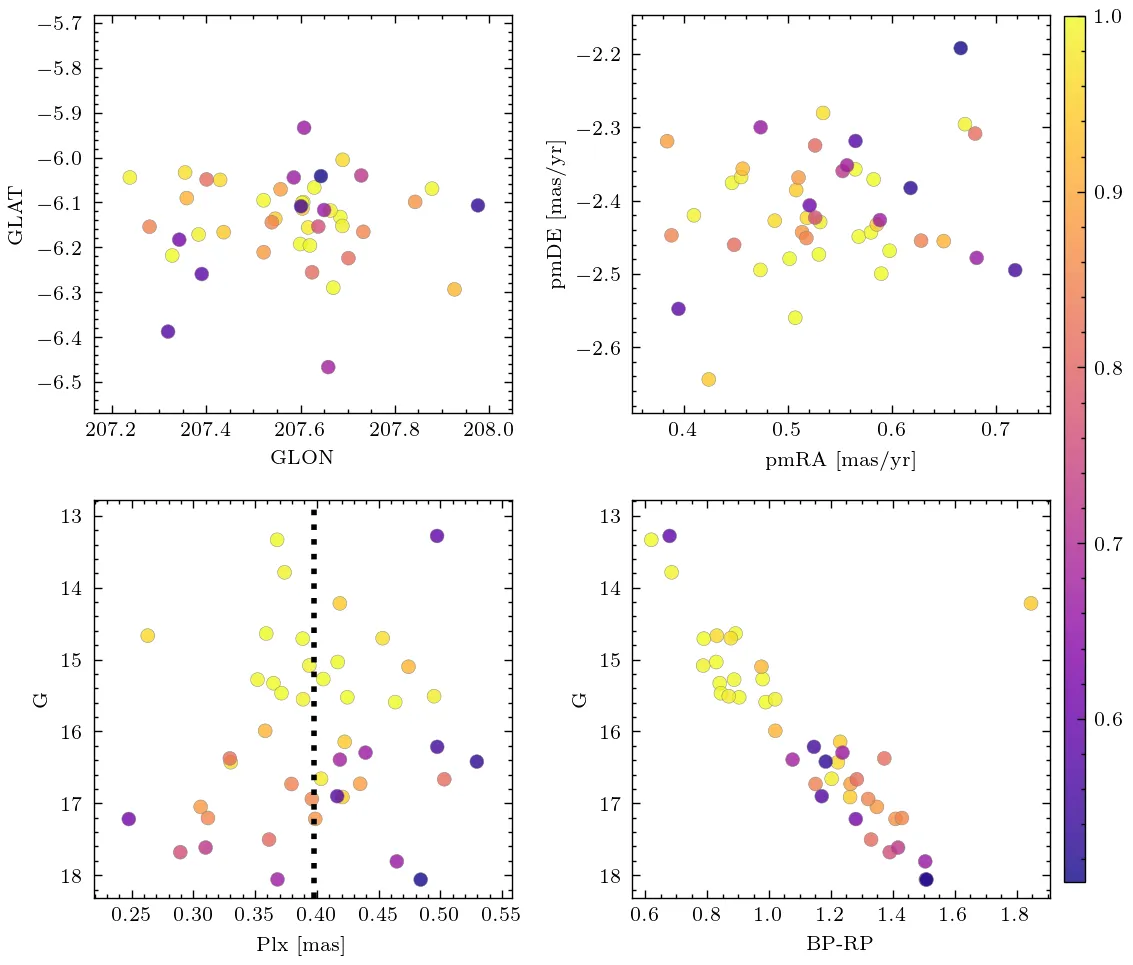 −5.7
−5.8
−5.9
−6.0
−6.1
−6.2
−6.3
−6.4
−6.5
GLAT
207.2 207.4 207.6 207.8 208.0
GLON
−2.2
−2.3
−2.4
−2.5
−2.6
pmDE [mas/yr]
0.4 0.5 0.6 0.7
pmRA [mas/yr]
13
14
15
16
17
18
G
0.25 0.30 0.35 0.40 0.45 0.50 0.55
Plx [mas]
13
14
15
16
17
18
G
0.6 0.8 1.0 1.2 1.4 1.6 1.8
BP-RP
1.0
0.9
0.8
0.7
0.6